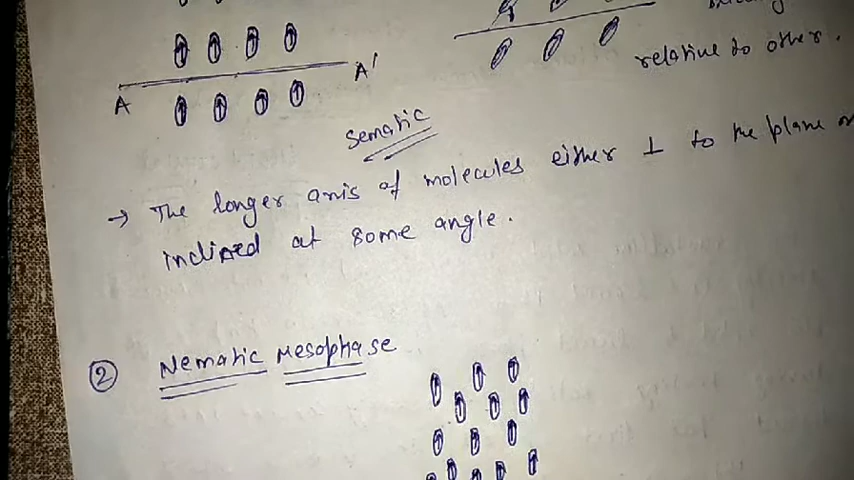 relative to other.
A A'
Sematic
→ The longer axis of molecules either ⊥ to the plane or
inclined at some angle.
② Nematic Mesophase